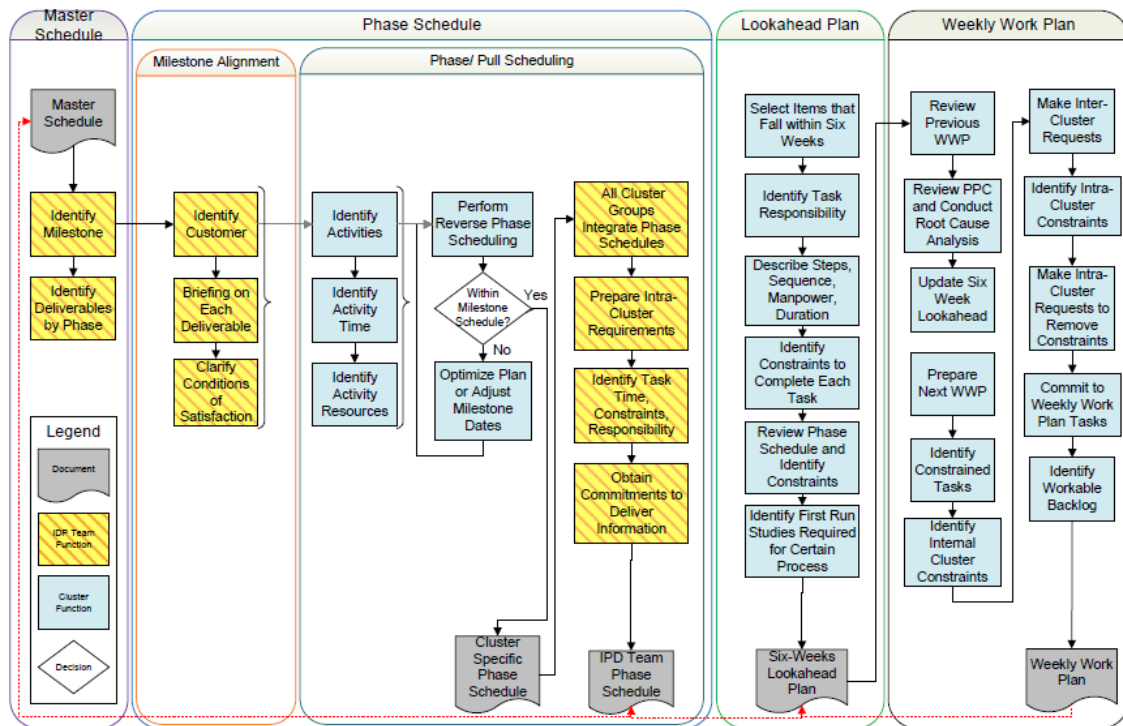 Master
Schedule
Phase Schedule
Lookahead Plan
Weekly Work Plan
Milestone Alignment
Phase/ Pull Scheduling
Master
Schedule
Identify
Milestone
Identify
Deliverables
by Phase
Legend
Document
IDP Team
Function
Cluster
Function
Decision
Identify
Customer
Briefing on
Each
Deliverable
Clarify
Conditions
of
Satisfaction
Identify
Activities
Identify
Activity
Time
Identify
Activity
Resources
Perform
Reverse Phase
Scheduling
Within
Milestone
Schedule?
Yes
No
Optimize Plan
or Adjust
Milestone
Dates
Cluster
Specific
Phase
Schedule
All Cluster
Groups
Integrate Phase
Schedules
Prepare Intra-
Cluster
Requirements
Identify Task
Time,
Constraints,
Responsibility
Obtain
Commitments to
Deliver
Information
IPD Team
Phase
Schedule
Select Items that
Fall within Six
Weeks
Identify Task
Responsibility
Describe Steps,
Sequence,
Manpower,
Duration
Identify
Constraints to
Complete Each
Task
Review Phase
Schedule and
Identify
Constraints
Identify First Run
Studies Required
for Certain
Process
Six-Weeks
Lookahead
Plan
Review
Previous
WWP
Review PPC
and Conduct
Root Cause
Analysis
Update Six
Week
Lookahead
Prepare
Next WWP
Identify
Constrained
Tasks
Identify
Internal
Cluster
Constraints
Make Inter-
Cluster
Requests
Identify Intra-
Cluster
Constraints
Make Intra-
Cluster
Requests to
Remove
Constraints
Commit to
Weekly Work
Plan Tasks
Identify
Workable
Backlog
Weekly Work
Plan